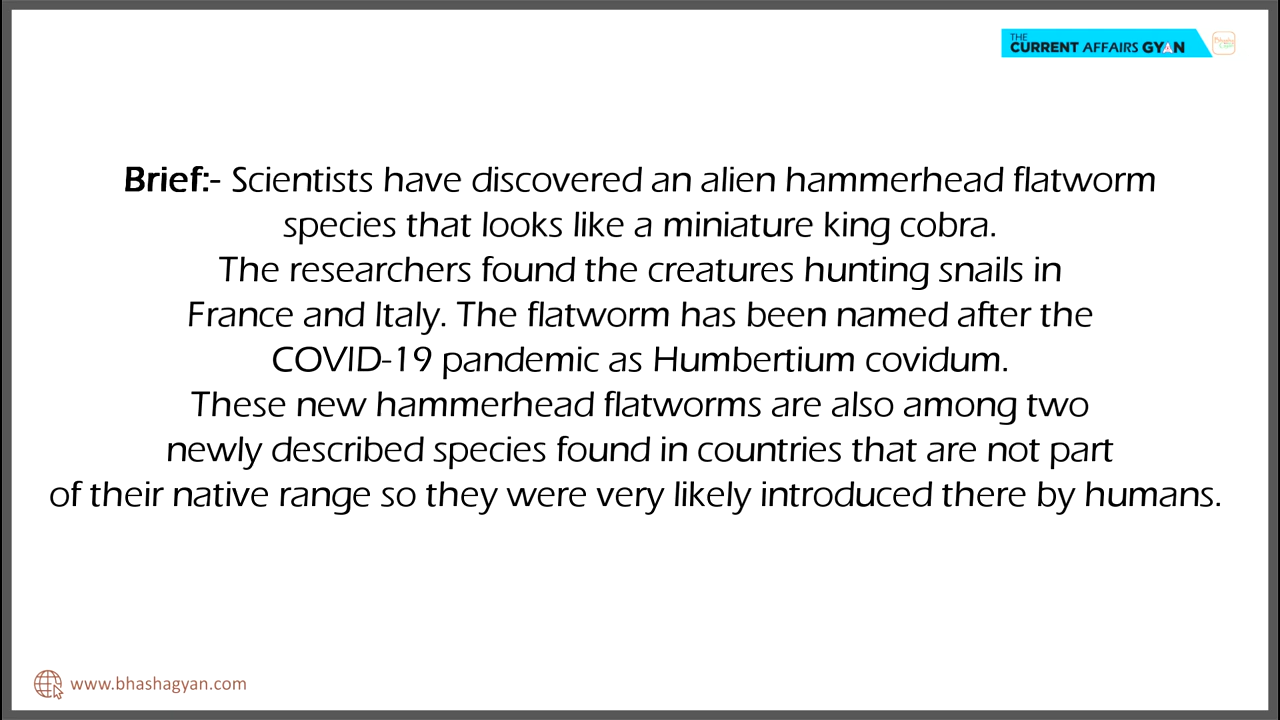 THE
CURRENT AFFAIRS GYAN
Brief:- Scientists have discovered an alien hammerhead flatworm
species that looks like a miniature king cobra.
The researchers found the creatures hunting snails in
France and Italy. The flatworm has been named after the
COVID-19 pandemic as Humbertium covidum.
These new hammerhead flatworms are also among two
newly described species found in countries that are not part
of their native range so they were very likely introduced there by humans.
www.bhashagyan.com